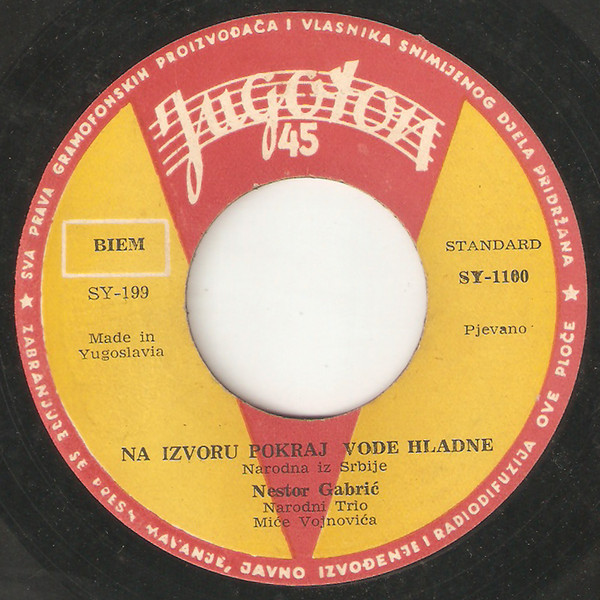 SVA PRAVA GRAMOFONSKIH PROIZVOĐAČA I VLASNIKA SNIMLJENOG DJELA PRIDRŽANA
Jugoton
45
BIEM
SY-199
Made in
Yugoslavia
STANDARD
SY-1100
Pjevano
NA IZVORU POKRAJ VODE HLADNE
Narodna iz Srbije
Nestor Gabrić
Narodni Trio
Miće Vojnovića
ZABRANJUJE SE PRESNIMAVANJE, JAVNO IZVOĐENJE I RADIODIFUZIJA OVE PLOČE